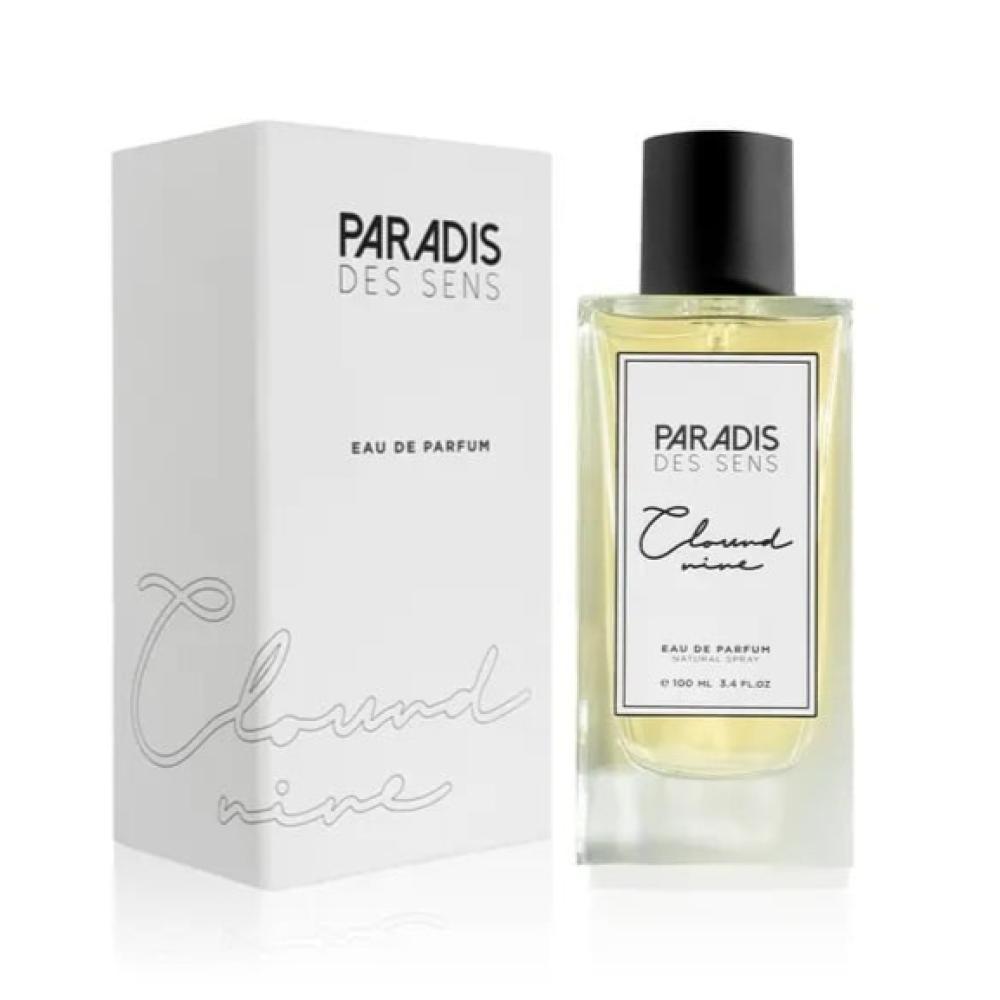 PARADIS
DES SENS
EAU DE PARFUM
Clound
nine
PARADIS
DES SENS
Clound
nine
EAU DE PARFUM
NATURAL SPRAY
e 100 ML 3.4 FL.OZ